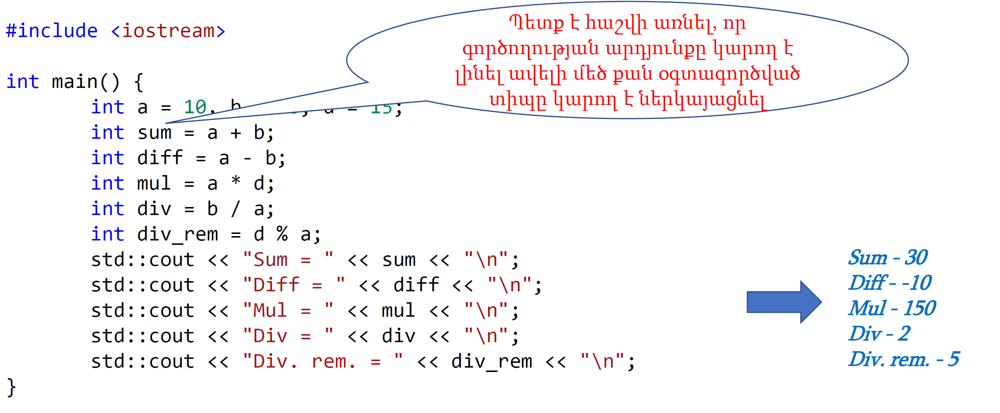 #include <iostream>
Պետք է հաշվի առնել, որ
գործողության արդյունքը կարող է
լինել ավելի մեծ քան օգտագործված
տիպը կարող է ներկայացնել
int main() {
int a = 10, b = 15;
int sum = a + b;
int diff = a - b;
int mul = a * d;
int div = b / a;
int div_rem = d % a;
std::cout << "Sum = " << sum << "\n";
std::cout << "Diff = " << diff << "\n";
std::cout << "Mul = " << mul << "\n";
std::cout << "Div = " << div << "\n";
std::cout << "Div. rem. = " << div_rem << "\n";
}
Sum - 30
Diff - -10
Mul - 150
Div - 2
Div. rem. - 5